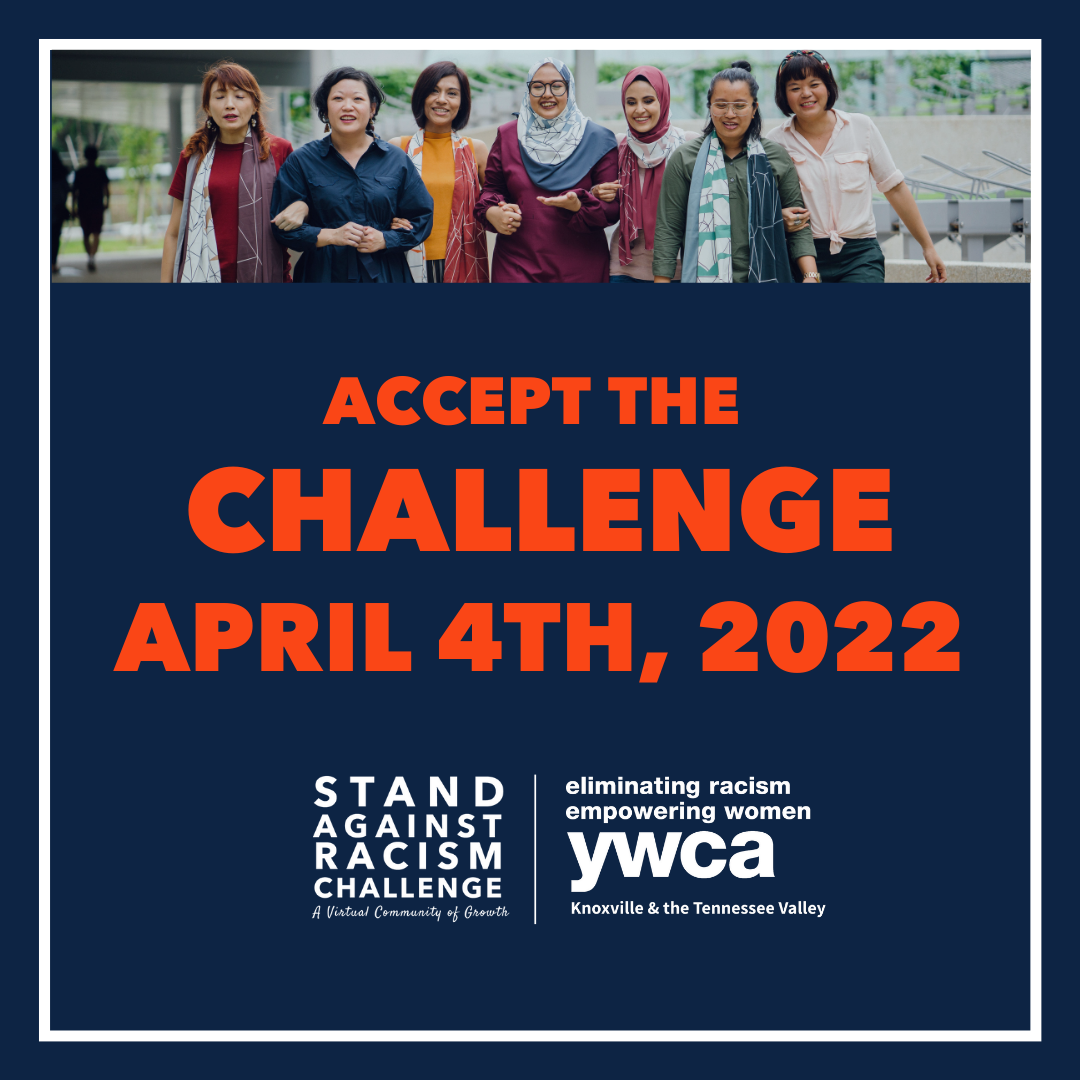 ACCEPT THE
CHALLENGE
APRIL 4TH, 2022
STAND
AGAINST
RACISM
CHALLENGE
A Virtual Community of Growth
eliminating racism
empowering women
ywca
Knoxville & the Tennessee Valley